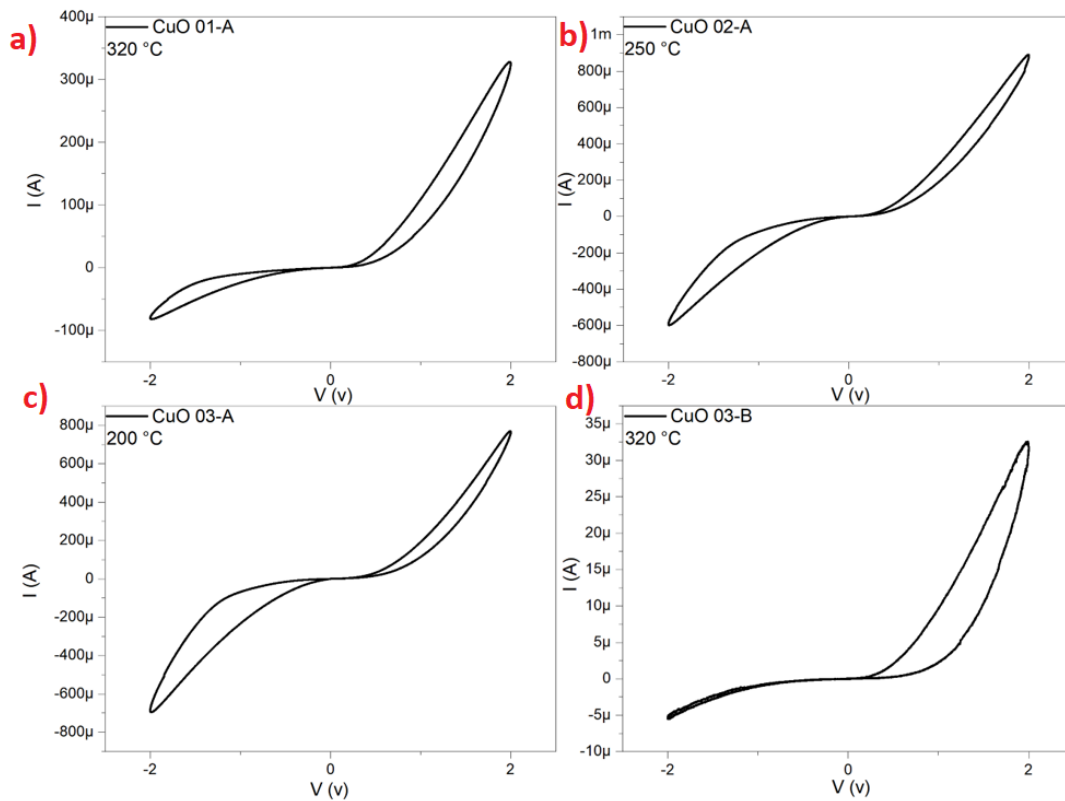 a)
CuO 01-A
320 °C
400µ
300µ
200µ
100µ
0
-100µ
I (A)
-2
0
2
V (v)
b)
CuO 02-A
250 °C
1m
800µ
600µ
400µ
200µ
0
-200µ
-400µ
-600µ
-800µ
I (A)
-2
0
2
V (v)
c)
CuO 03-A
200 °C
800µ
600µ
400µ
200µ
0
-200µ
-400µ
-600µ
-800µ
I (A)
-2
0
2
V (v)
d)
CuO 03-B
320 °C
35µ
30µ
25µ
20µ
15µ
10µ
5µ
0
-5µ
-10µ
I (A)
-2
0
2
V (v)